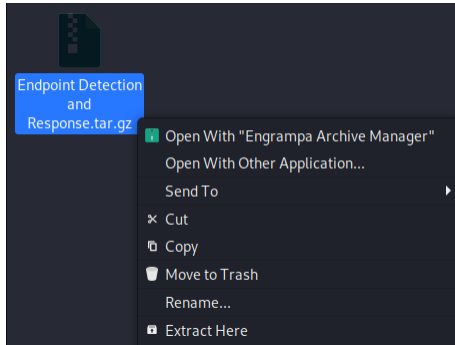 Endpoint Detection
and
Response.tar.gz
Open With "Engrampa Archive Manager"
Open With Other Application...
Send To
Cut
Copy
Move to Trash
Rename...
Extract Here